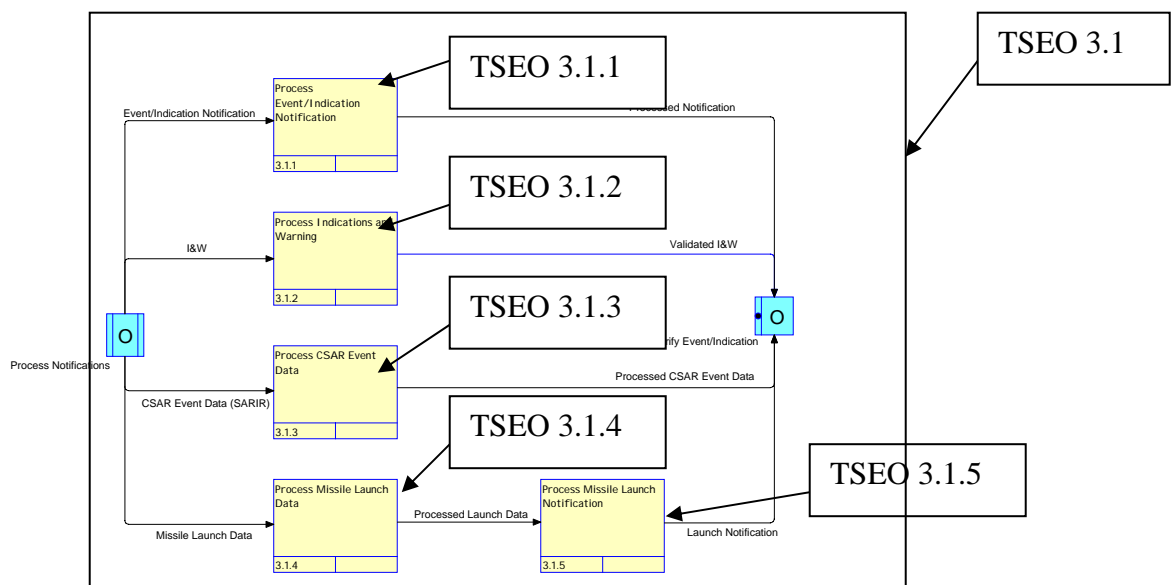 TSEO 3.1
TSEO 3.1.1
Process
Event/Indication
Notification
3.1.1
Event/Indication Notification
Notification
TSEO 3.1.2
Process Indications
Warning
3.1.2
I&W
Validated I&W
TSEO 3.1.3
O
O
Event/Indication
Process Notifications
Process CSAR Event
Data
3.1.3
CSAR Event Data (SARIR)
Processed CSAR Event Data
TSEO 3.1.4
TSEO 3.1.5
Process Missile Launch
Data
3.1.4
Missile Launch Data
Processed Launch Data
Process Missile Launch
Notification
3.1.5
Launch Notification